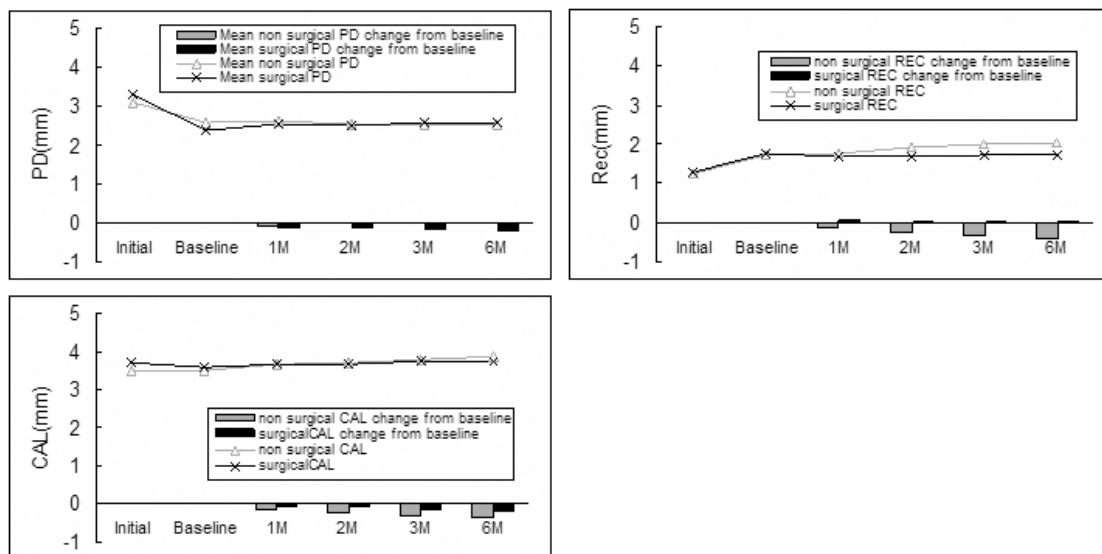 5
4
3
2
1
0
-1
PD(mm)
Mean non surgical PD change from baseline
Mean surgical PD change from baseline
Mean non surgical PD
Mean surgical PD
Initial Baseline 1M 2M 3M 6M
5
4
3
2
1
0
-1
Rec(mm)
non surgical REC change from baseline
surgical REC change from baseline
non surgical REC
surgical REC
Initial Baseline 1M 2M 3M 6M
5
4
3
2
1
0
-1
CAL(mm)
non surgical CAL change from baseline
surgicalCAL change from baseline
non surgical CAL
surgicalCAL
Initial Baseline 1M 2M 3M 6M